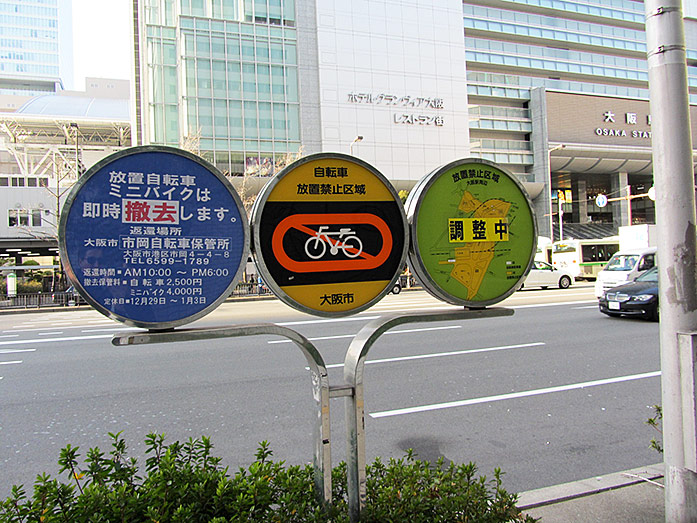 放置自転車
ミニバイクは
即時撤去します。
返還場所
大阪市 市岡自転車保管所
大阪市港区市岡4-4-8
TEL6599-1789
返還時間-AM10:00 ~ PM6:00
撤去保管料-自転車2,500円
ミニバイク4,000円
定休日-12月29日~1月3日
自転車
放置禁止区域
大阪市
放置禁止区域
大阪駅周辺
調整中
ホテルグランヴィア大阪
レストラン街
大阪
OSAKA STA